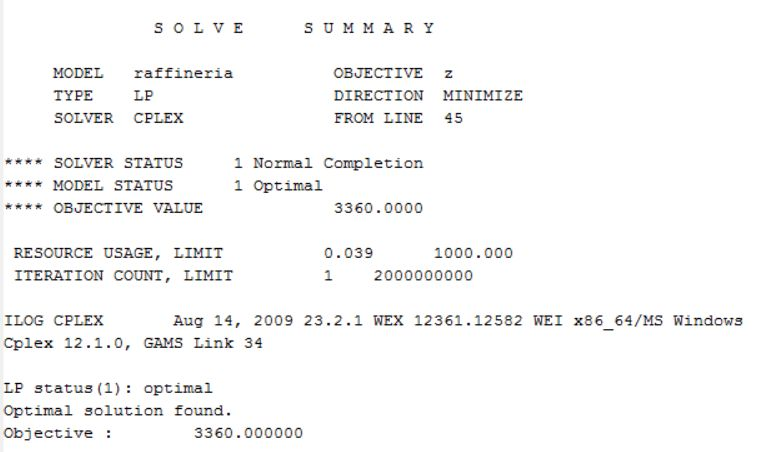 S O L V E      S U M M A R Y
MODEL   raffineria          OBJECTIVE  z
TYPE    LP                  DIRECTION  MINIMIZE
SOLVER  CPLEX               FROM LINE  45
**** SOLVER STATUS     1 Normal Completion
**** MODEL STATUS      1 Optimal
**** OBJECTIVE VALUE             3360.0000
RESOURCE USAGE, LIMIT          0.039      1000.000
ITERATION COUNT, LIMIT         1    2000000000
ILOG CPLEX       Aug 14, 2009 23.2.1 WEX 12361.12582 WEI x86_64/MS Windows
Cplex 12.1.0, GAMS Link 34
LP status(1): optimal
Optimal solution found.
Objective :        3360.000000